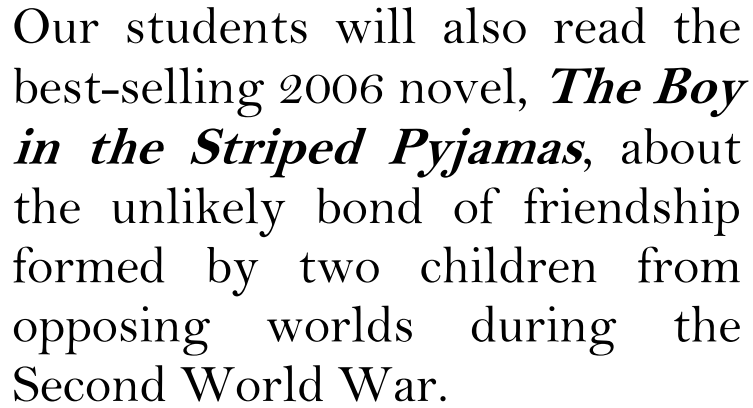 Our students will also read the
best-selling 2006 novel, The Boy
in the Striped Pyjamas, about
the unlikely bond of friendship
formed by two children from
opposing worlds during the
Second World War.